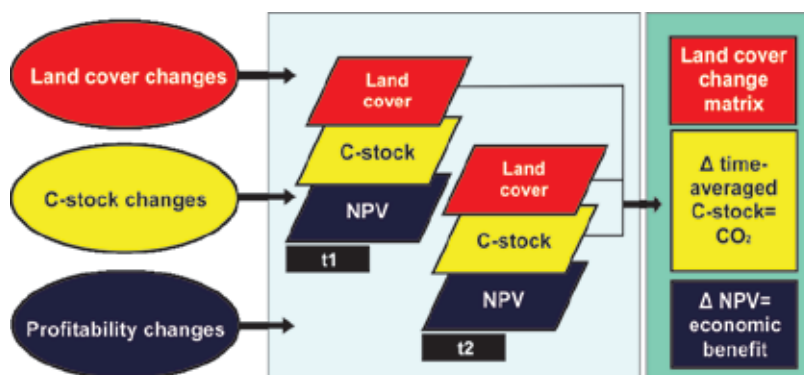 Land cover changes
C-stock changes
Profitability changes
Land
cover
C-stock
NPV
t1
Land
cover
C-stock
NPV
t2
Land cover
change
matrix
Δ time-
averaged
C-stock=
CO₂
Δ NPV=
economic
benefit